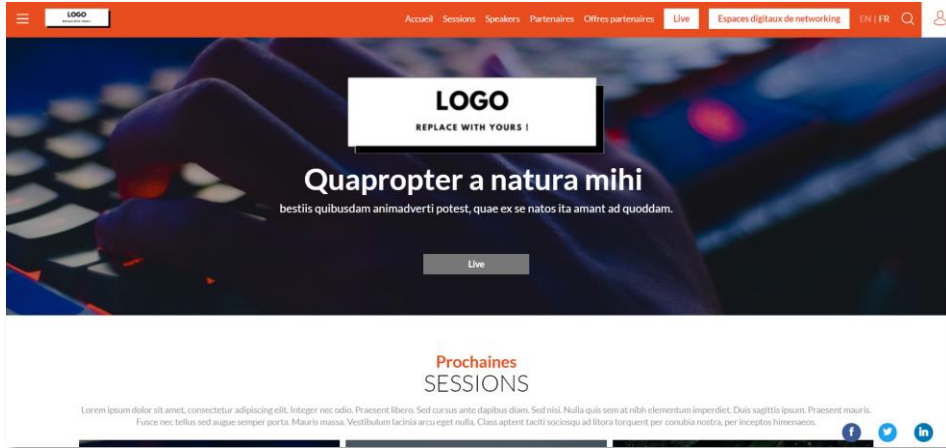 LOGO
Accueil Sessions Speakers Partenaires Offres partenaires Live Espaces digitaux de networking EN | FR
LOGO
REPLACE WITH YOURS !
Quapropter a natura mihi
bestiis quibusdam animadverti potest, quae ex se natos ita amant ad quoddam.
Live
Prochaines
SESSIONS
Lorem ipsum dolor sit amet, consectetur adipiscing elit. Integer nec odio. Praesent libero. Sed cursus ante dapibus diam. Sed nisi. Nulla quis sem at nibh elementum imperdiet. Duis sagittis ipsum. Praesent mauris.
Fusce nec tellus sed augue semper porta. Mauris massa. Vestibulum lacinia arcu eget nulla. Class aptent taciti sociosqu ad litora torquent per conubia nostra, per inceptos himenaeos.
f
in